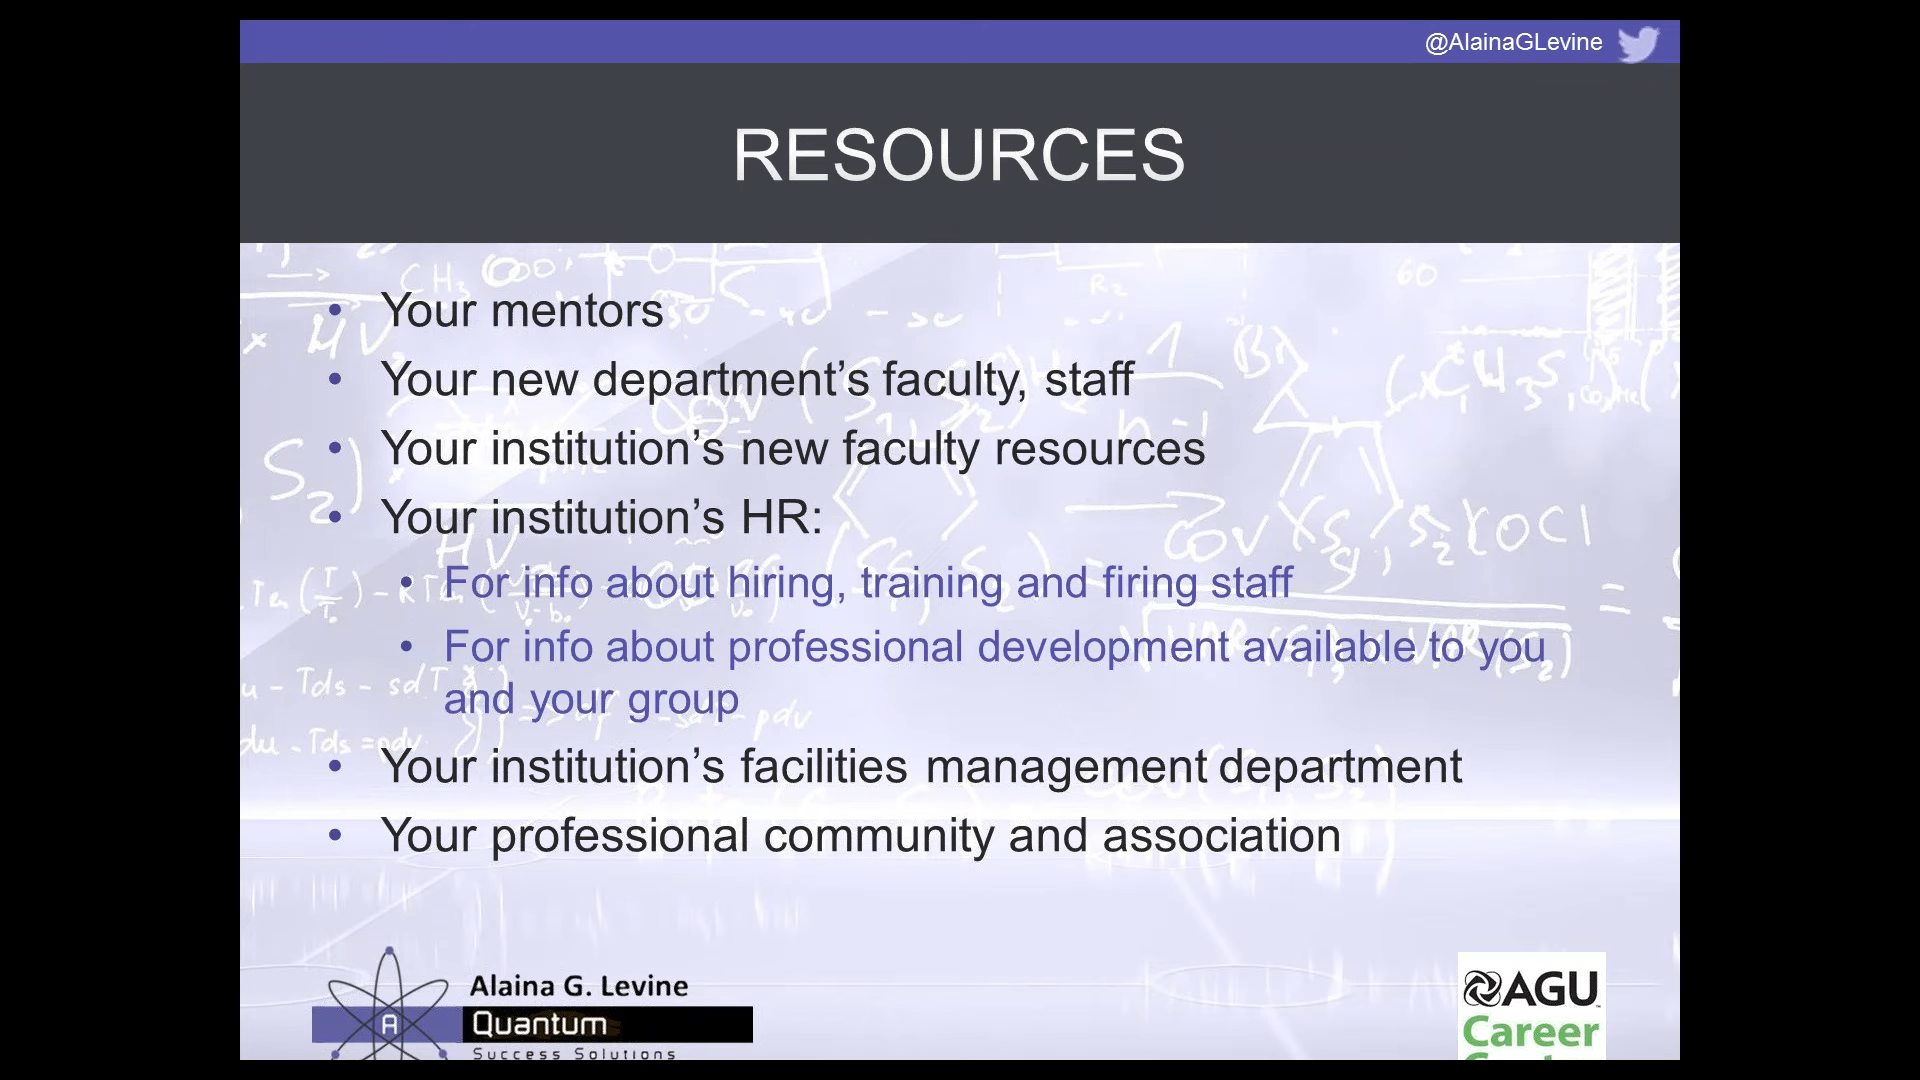 @AlainaGLevine
RESOURCES
• Your mentors
• Your new department’s faculty, staff
• Your institution’s new faculty resources
• Your institution’s HR:
• For info about hiring, training and firing staff
• For info about professional development available to you
and your group
• Your institution’s facilities management department
• Your professional community and association
Alaina G. Levine
A
Quantum
Success Solutions
AGU
Career